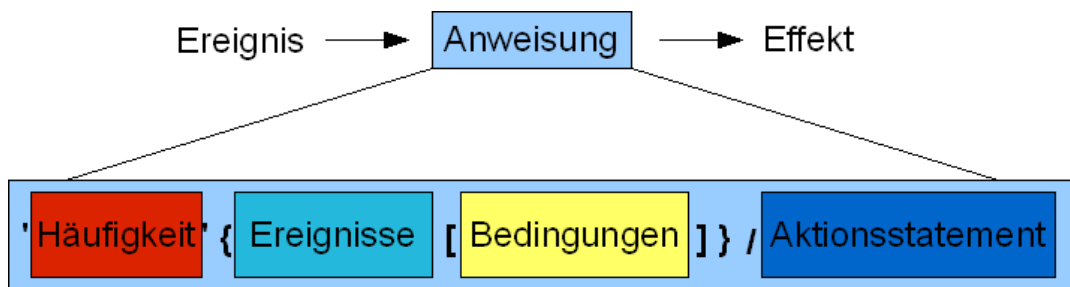 Ereignis Anweisung Effekt
'Häufigkeit' { Ereignisse [ Bedingungen ] } / Aktionsstatement